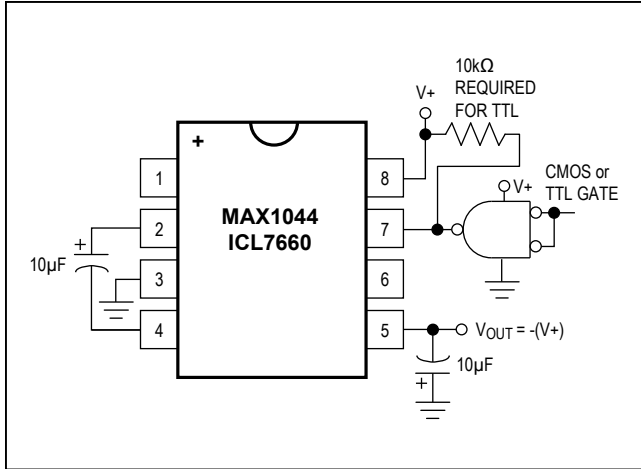 10kΩ
REQUIRED
FOR TTL
V+
+
1
8
CMOS or
TTL GATE
V+
MAX1044
ICL7660
2
7
+
10µF
3
6
4
5
VOUT = -(V+)
10µF
+